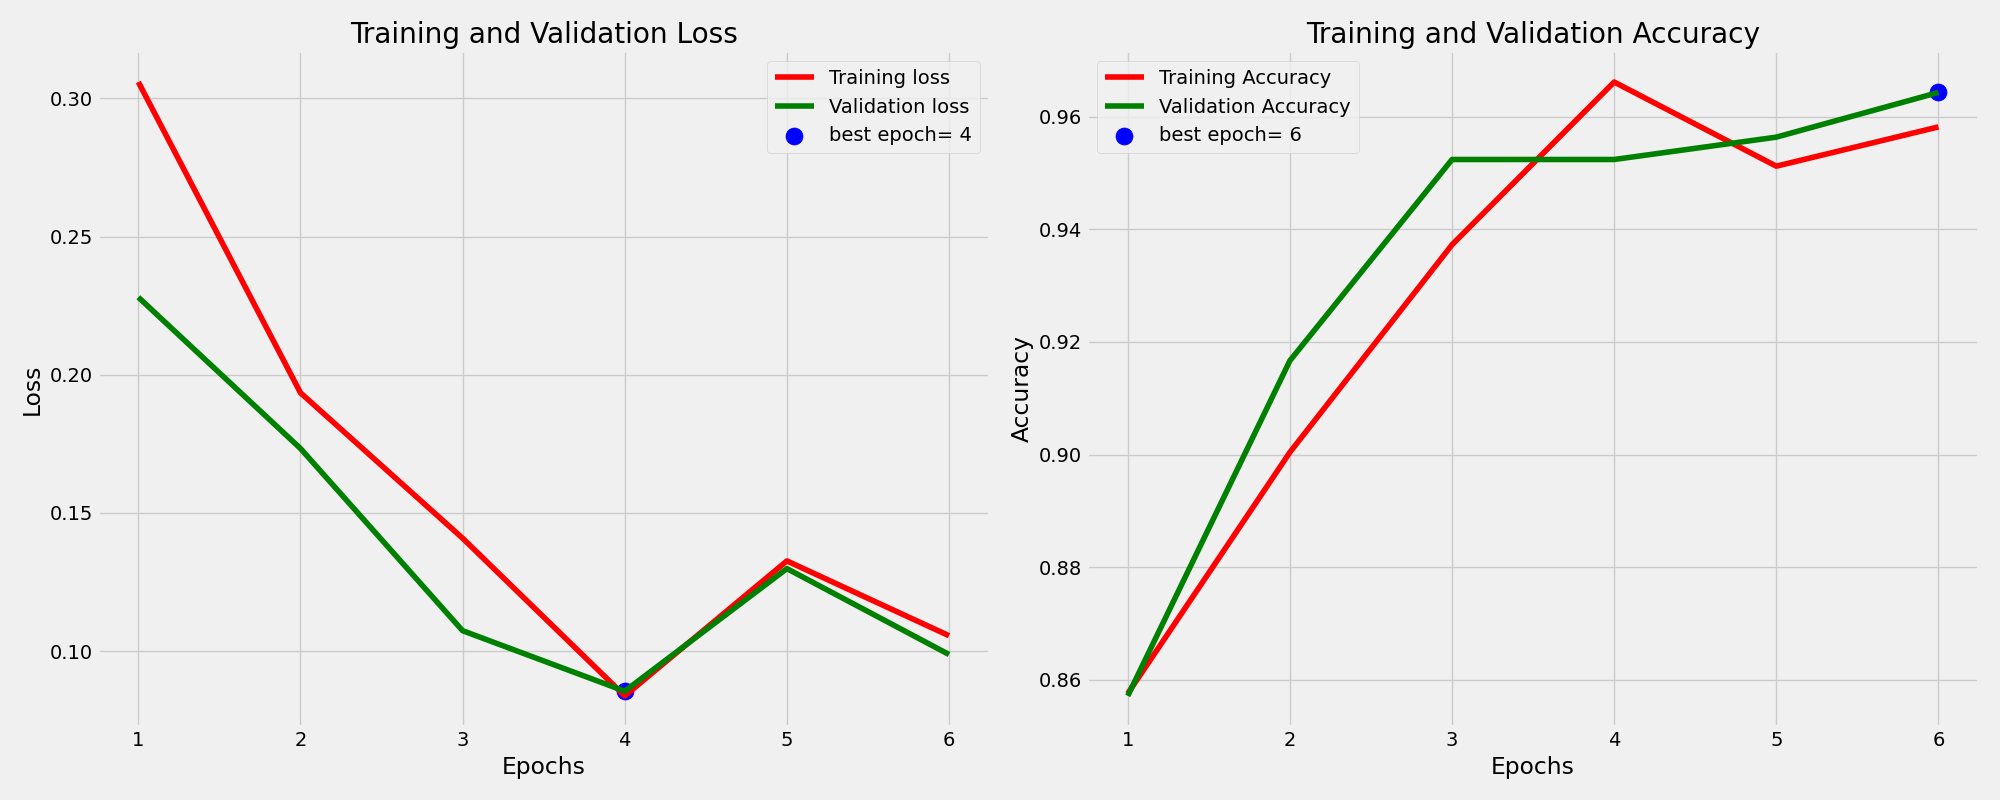 Training and Validation Loss
Training loss
Validation loss
best epoch= 4
0.30
0.25
0.20
0.15
0.10
Loss
1 2 3 4 5 6
Epochs
Training and Validation Accuracy
Training Accuracy
Validation Accuracy
best epoch= 6
0.96
0.94
0.92
0.90
0.88
0.86
Accuracy
1 2 3 4 5 6
Epochs